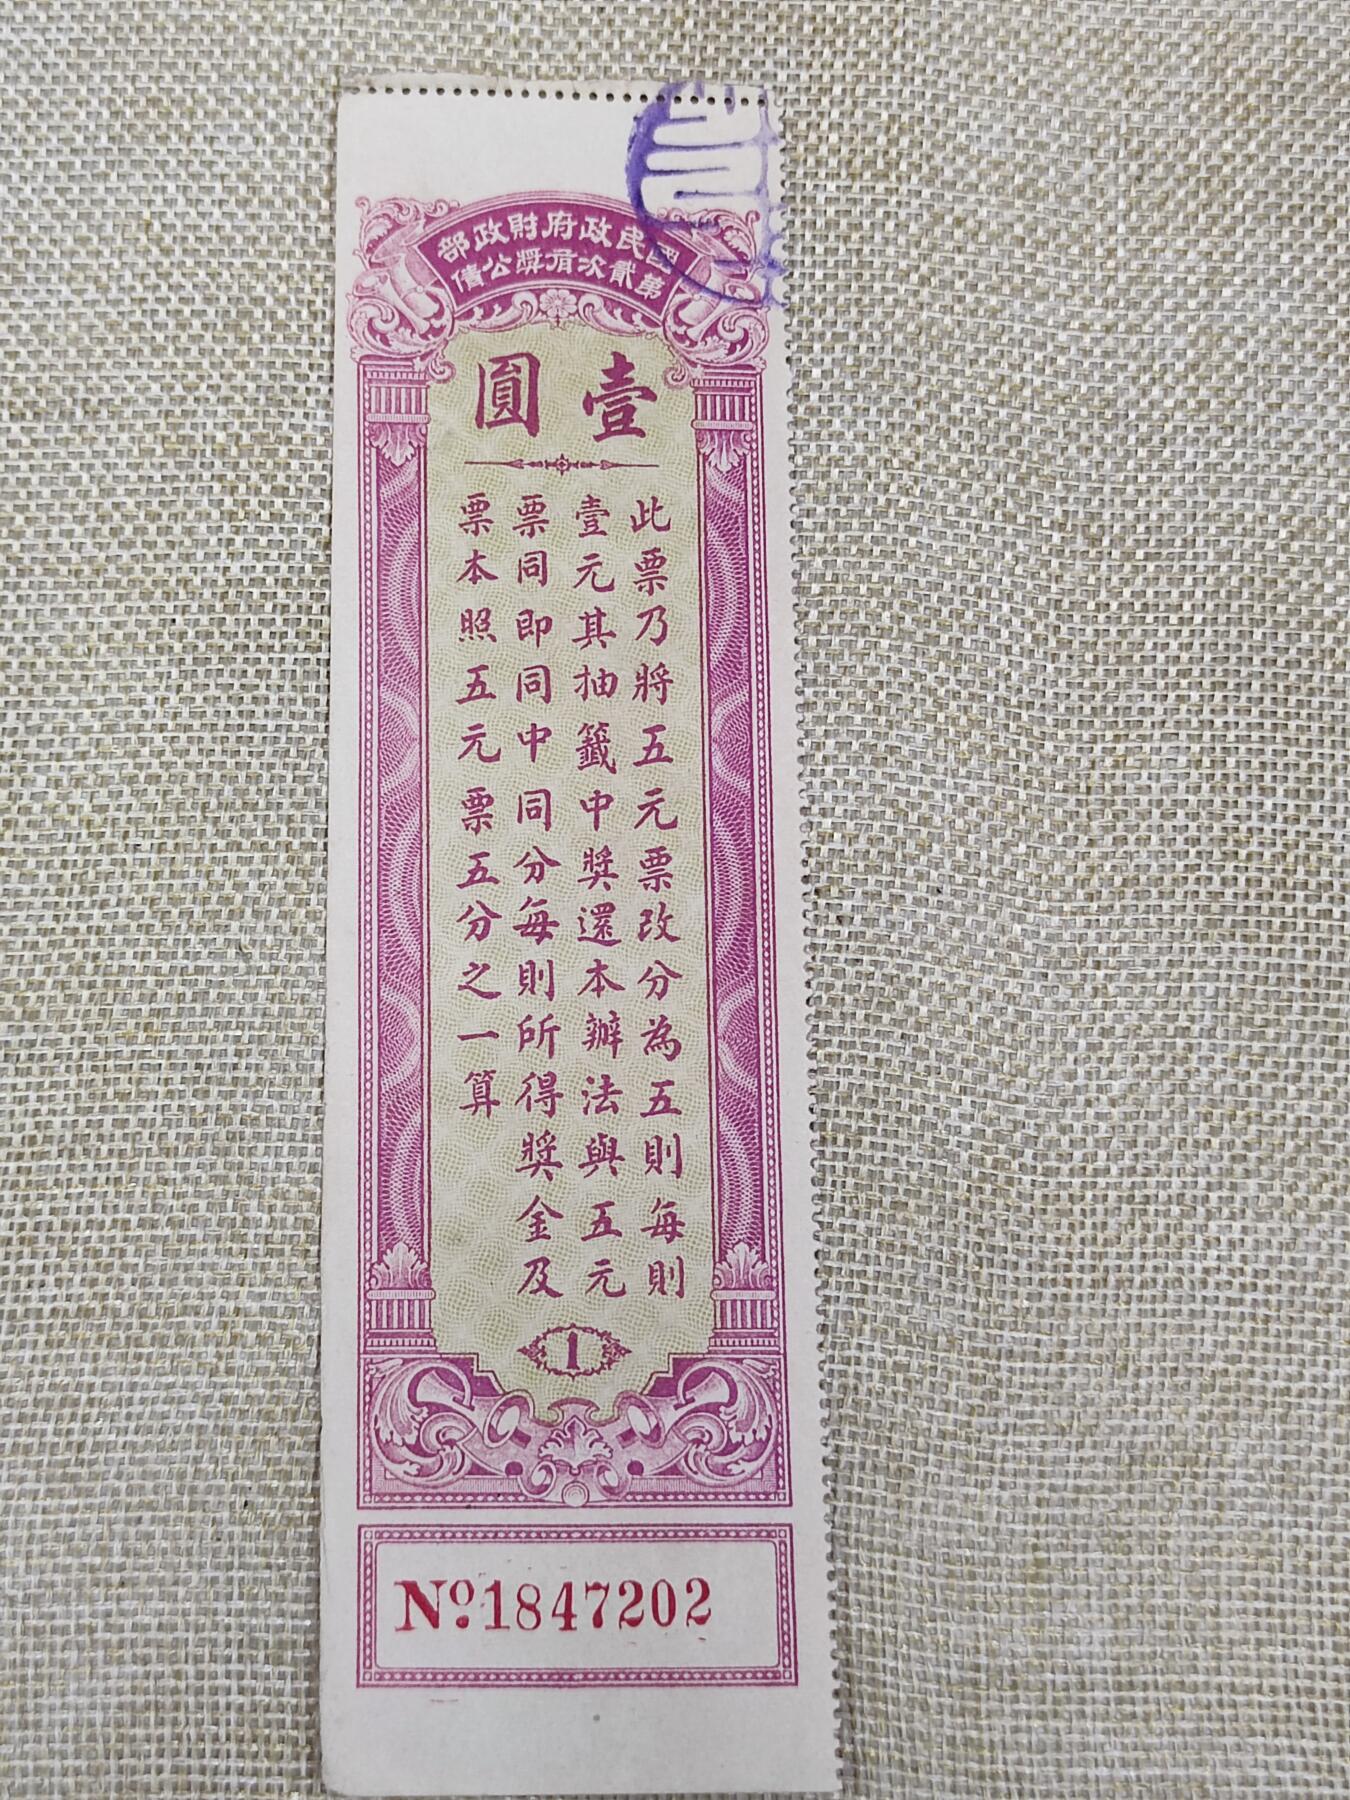 國民政府財政部
第貳次有獎公債
壹圓
此票乃將五元票改分為五則每則
壹元其抽籤中獎還本辦法與五元
票同即同中同分每則所得獎金及
票本照五元票五分之一算
1
No.1847202